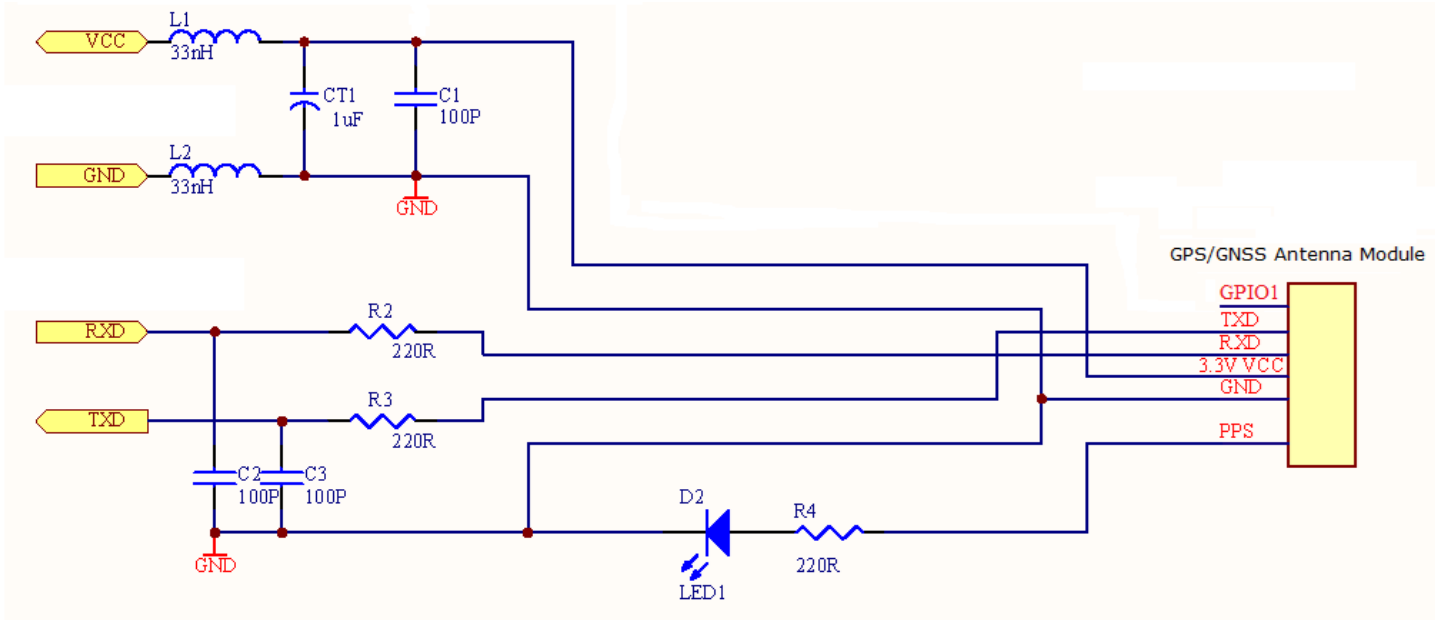 L1
VCC
33nH
CT1
1uF
C1
100P
L2
GND
33nH
GND
GPS/GNSS Antenna Module
GPIO1
TXD
RXD
3.3V VCC
GND
PPS
RXD
R2
220R
TXD
R3
220R
C2
100P
C3
100P
GND
D2
LED1
R4
220R